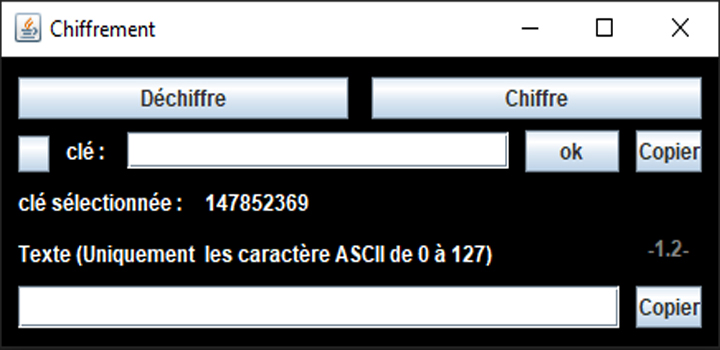 Chiffrement
Déchiffre Chiffre
clé : ok Copier
clé sélectionnée : 147852369
Texte (Uniquement les caractère ASCII de 0 à 127) -1.2-
Copier